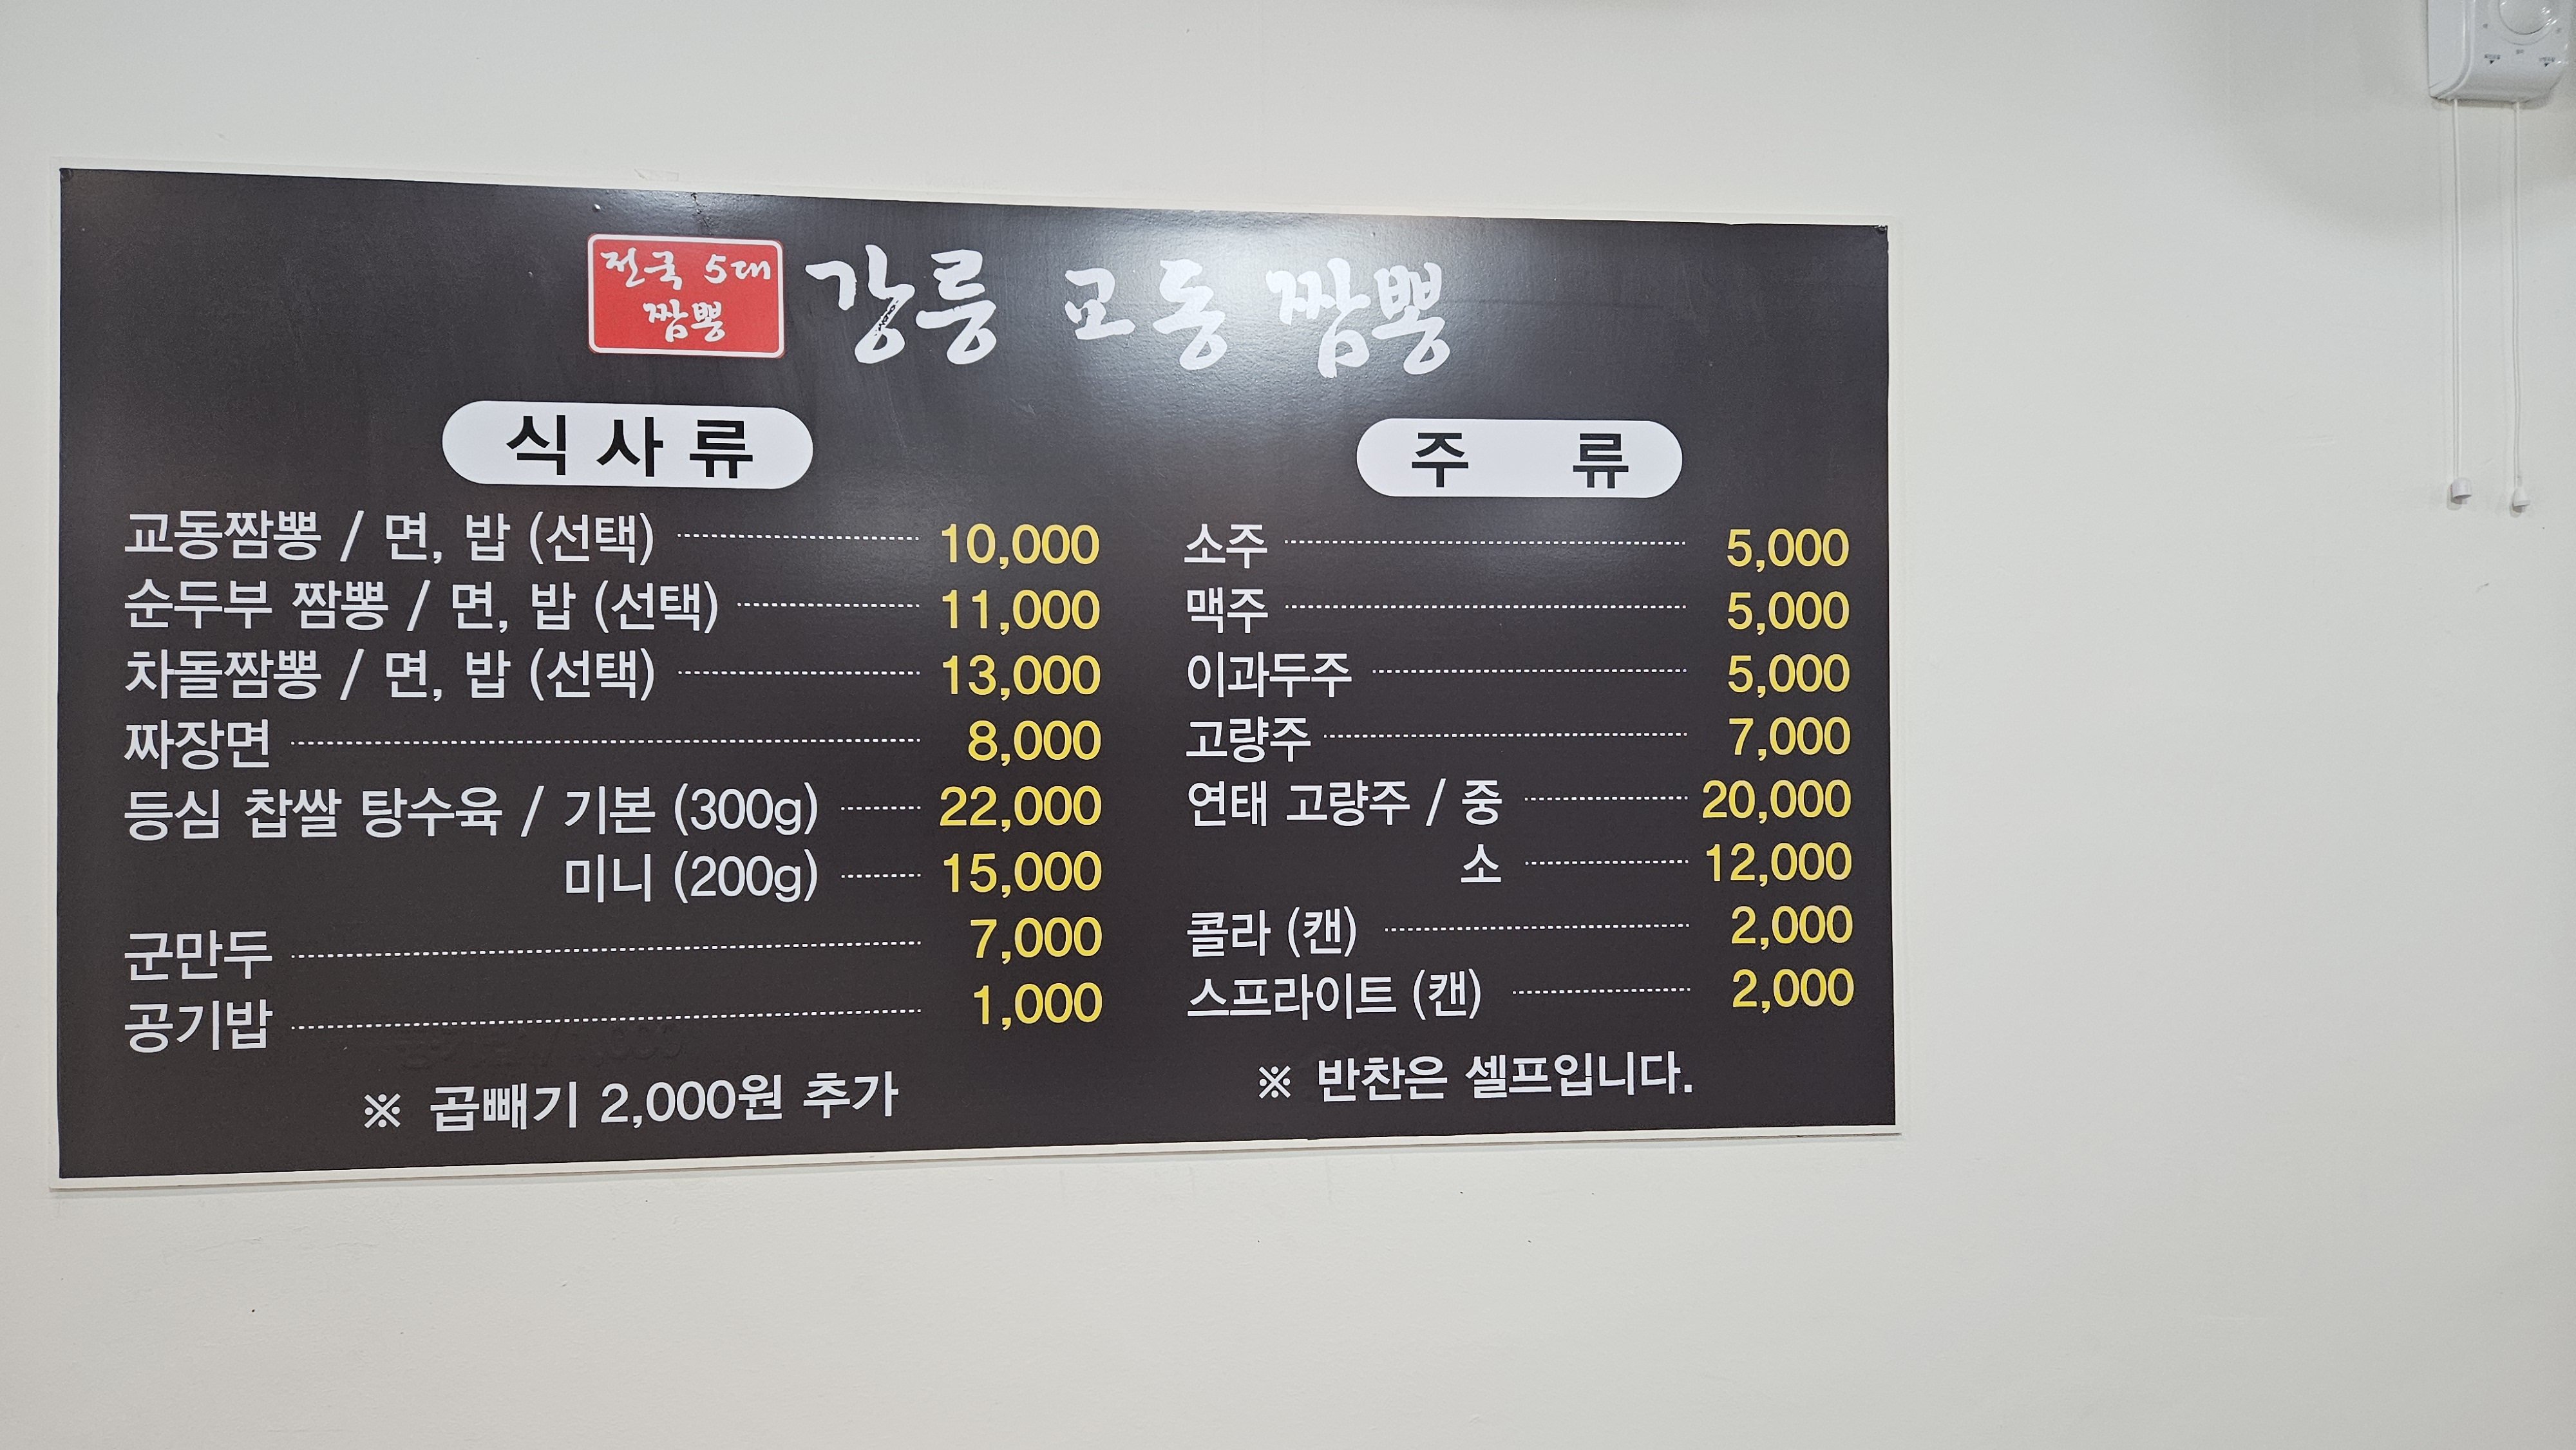 전국 5대
짬뽕
강릉 교동 짬뽕
식사류
교동짬뽕 / 면, 밥 (선택) 10,000
순두부 짬뽕 / 면, 밥 (선택) 11,000
차돌짬뽕 / 면, 밥 (선택) 13,000
짜장면 8,000
등심 찹쌀 탕수육 / 기본 (300g) 22,000
미니 (200g) 15,000
군만두 7,000
공기밥 1,000
※ 곱빼기 2,000원 추가
주 류
소주 5,000
맥주 5,000
이과두주 5,000
고량주 7,000
연태 고량주 / 중 20,000
소 12,000
콜라 (캔) 2,000
스프라이트 (캔) 2,000
※ 반찬은 셀프입니다.